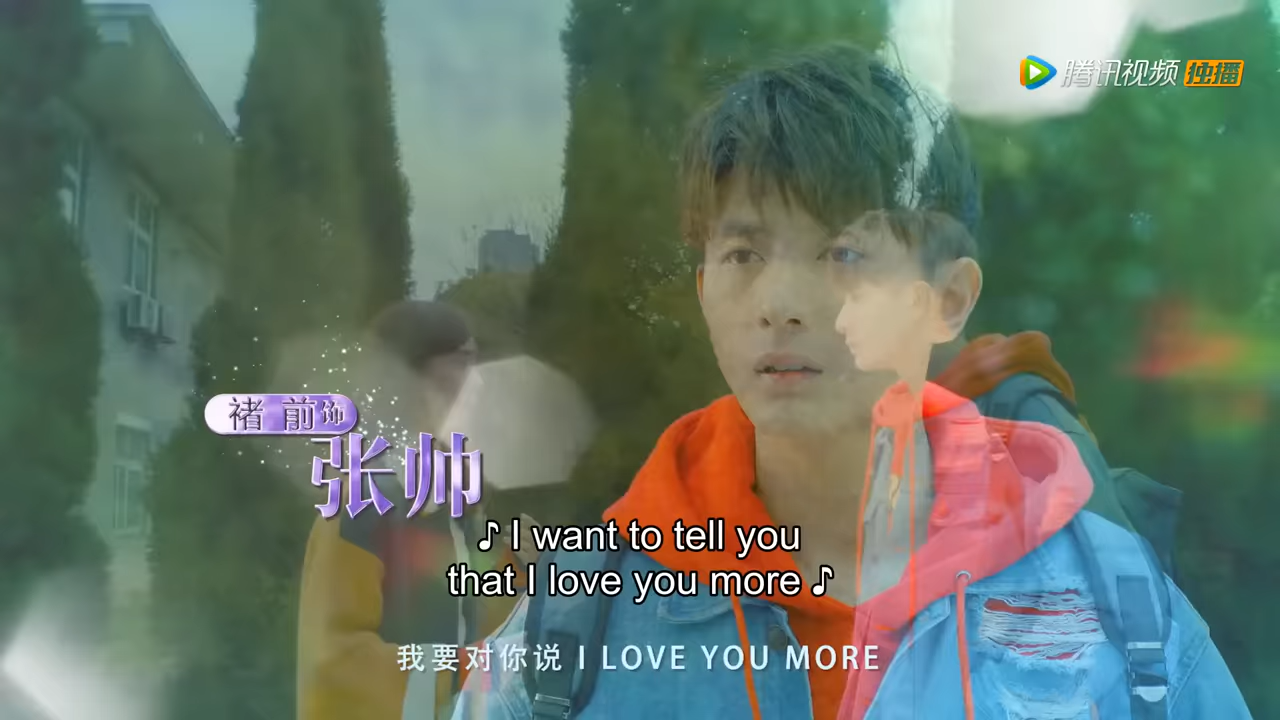 腾讯视频 独播
褚 前 饰
张帅
♪ I want to tell you
that I love you more ♪
我要对你说 I LOVE YOU MORE